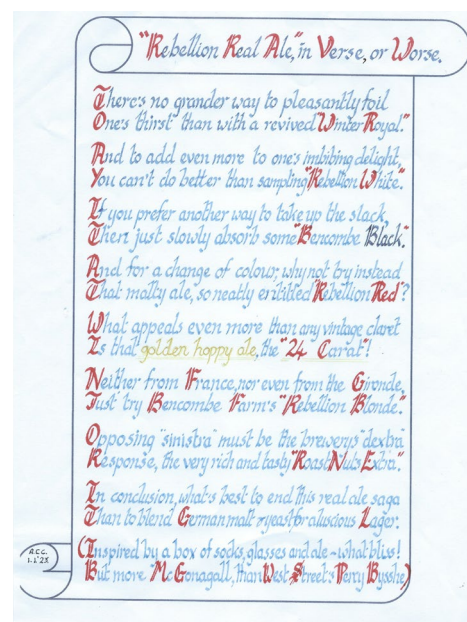 "Rebellion Real Ale," in Verse, or Worse.
There's no grander way to pleasantly foil
One's thirst than with a revived "Winter Royal."
And to add even more to one's imbibing delight,
You can't do better than sampling "Rebellion White."
If you prefer another way to take up the slack,
Then just slowly absorb some "Bencombe Black."
And for a change of colour, why not try instead
That malty ale, so neatly entitled "Rebellion Red"?
What appeals even more than any vintage claret
Is that golden hoppy ale, the "24 Carat"!
Neither from France, nor even from the Gironde,
Just try Bencombe Farm's "Rebellion Blonde."
Opposing "sinistra" must be the brewery's "dextra"
Response, the very rich and tasty "Roast Nuts Extra."
In conclusion, what's best to end this real ale saga
Than to blend German malt n yeast for a luscious Lager.
(Inspired by a box of socks, glasses and ale - what bliss!
But more McGonagall, than West Street's Percy Bysshe)
A.C.C.
1.1.'25